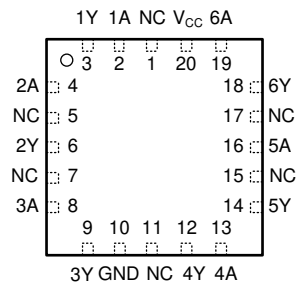 1Y 1A NC VCC 6A
3 2 1 20 19
2A 4 18 6Y
NC 5 17 NC
2Y 6 16 5A
NC 7 15 NC
3A 8 14 5Y
9 10 11 12 13
3Y GND NC 4Y 4A